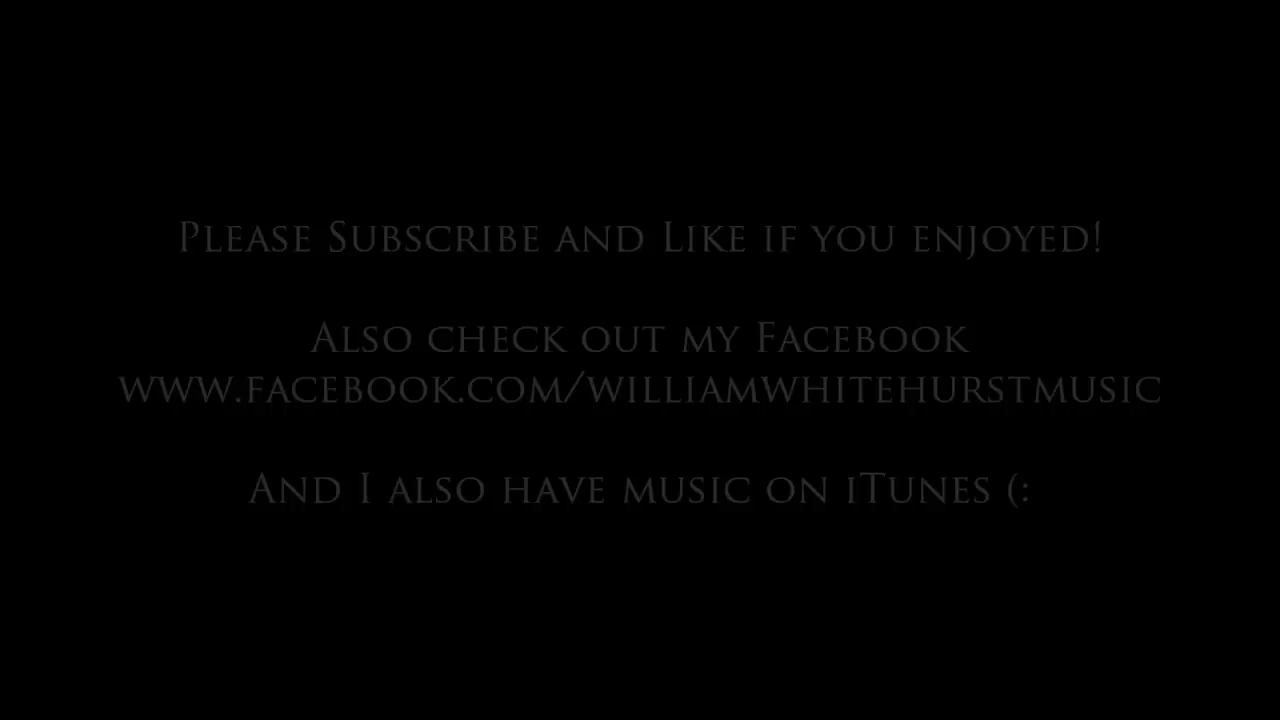 Please Subscribe and Like if you enjoyed!
Also check out my Facebook
www.facebook.com/williamwhitehurstmusic
And I also have music on iTunes (: